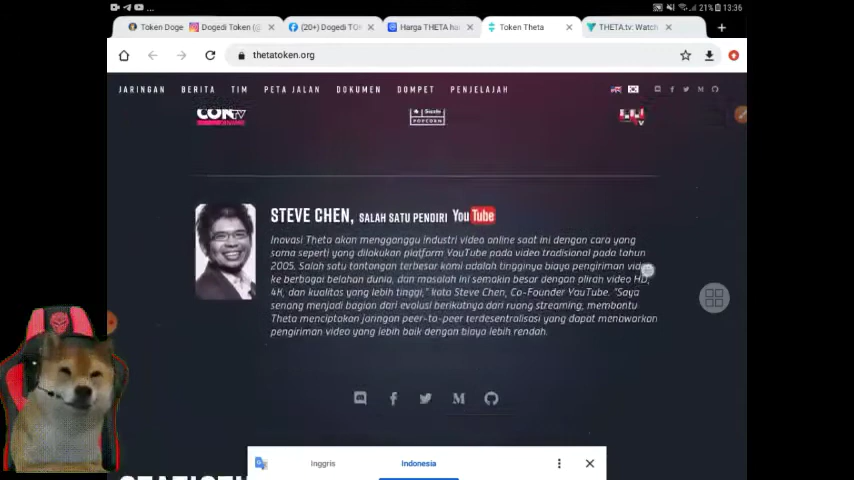 21% 13:36
Token Doge
Dogedi Token (@
(20+) Dogedi TO
Harga THETA ha
Token Theta
THETA.tv: Watch
thetatoken.org
JARINGAN BERITA TIM PETA JALAN DOKUMEN DOMPET PENJELAJAH
CONtv
POPCORN
STEVE CHEN, SALAH SATU PENDIRI YouTube
Inovasi Theta akan mengganggu industri video online saat ini dengan cara yang
sama seperti yang dilakukan platform YouTube pada video tradisional pada tahun
2005. Salah satu tantangan terbesar kami adalah tingginya biaya pengiriman video
ke berbagai belahan dunia, dan masalah ini semakin besar dengan aliran video HD,
4K, dan kualitas yang lebih tinggi," kata Steve Chen, Co-Founder YouTube. "Saya
senang menjadi bagian dari evolusi berikutnya dari ruang streaming, membantu
Theta menciptakan jaringan peer-to-peer terdesentralisasi yang dapat menawarkan
pengiriman video yang lebih baik dengan biaya lebih rendah.
Inggris
Indonesia